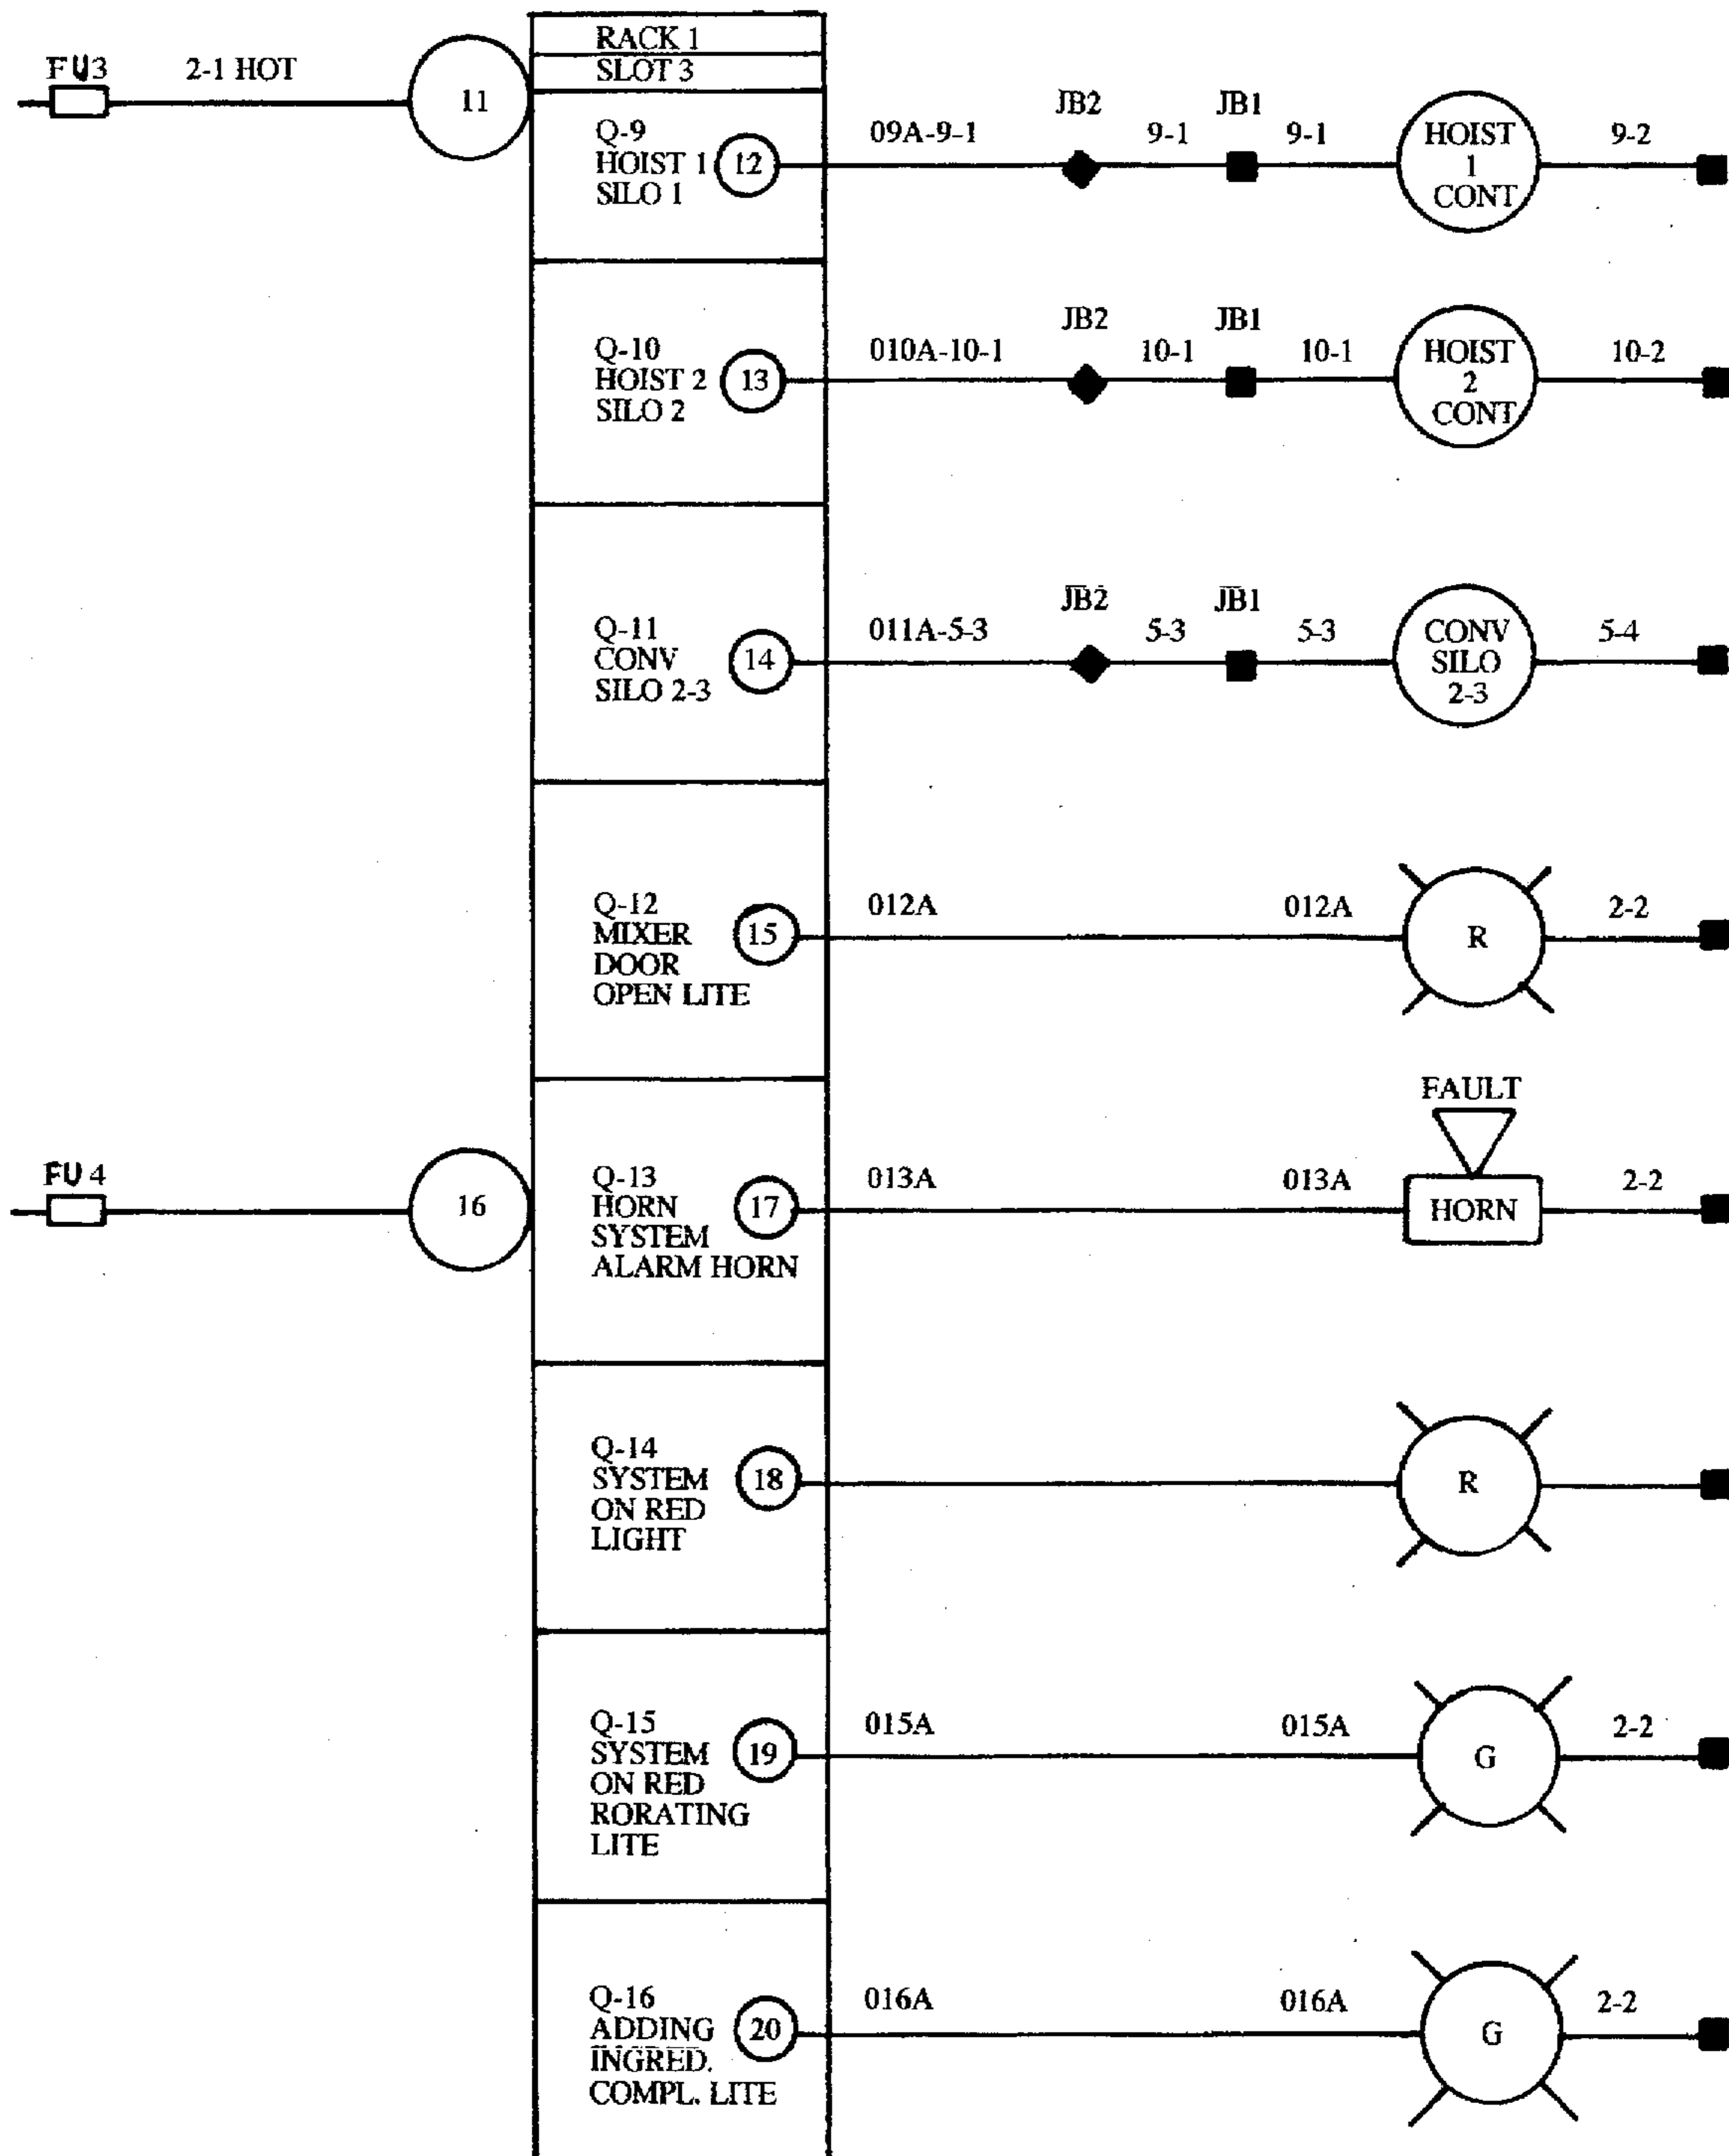 RACK 1
SLOT 3
FU3
2-1 HOT
11
Q-9
HOIST 1
SILO 1
12
09A-9-1
JB2
9-1
JB1
9-1
HOIST
1
CONT
9-2
Q-10
HOIST 2
SILO 2
13
010A-10-1
JB2
10-1
JB1
10-1
HOIST
2
CONT
10-2
Q-11
CONV
SILO 2-3
14
011A-5-3
JB2
5-3
JB1
5-3
CONV
SILO
2-3
5-4
Q-12
MIXER
DOOR
OPEN LITE
15
012A
012A
R
2-2
FU 4
16
Q-13
HORN
SYSTEM
ALARM HORN
17
013A
013A
FAULT
HORN
2-2
Q-14
SYSTEM
ON RED
LIGHT
18
R
Q-15
SYSTEM
ON RED
RORATING
LITE
19
015A
015A
G
2-2
Q-16
ADDING
INGRED.
COMPL. LITE
20
016A
016A
G
2-2